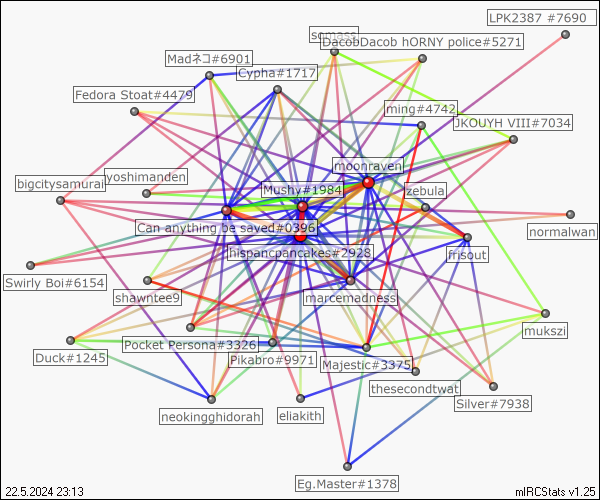 LPK2387 #7690
sqmass
DacobDacob hORNY police#5271
Madネコ#6901
Cypha#1717
Fedora Stoat#4479
ming#4742
JKOUYH VIII#7034
moonraven
yoshimanden
bigcitysamurai
Mushy#1984
zebula
Can anything be saved#0396
normalwan
hispancpancakes#2928
frisout
Swirly Boi#6154
shawntee9
marcemadness
mukszi
Pocket Persona#3326
Duck#1245
Pikabro#9971
Majestic#3375
thesecondtwat
Silver#7938
neokingghidorah
eliakith
Eg.Master#1378
22.5.2024 23:13
mIRCStats v1.25